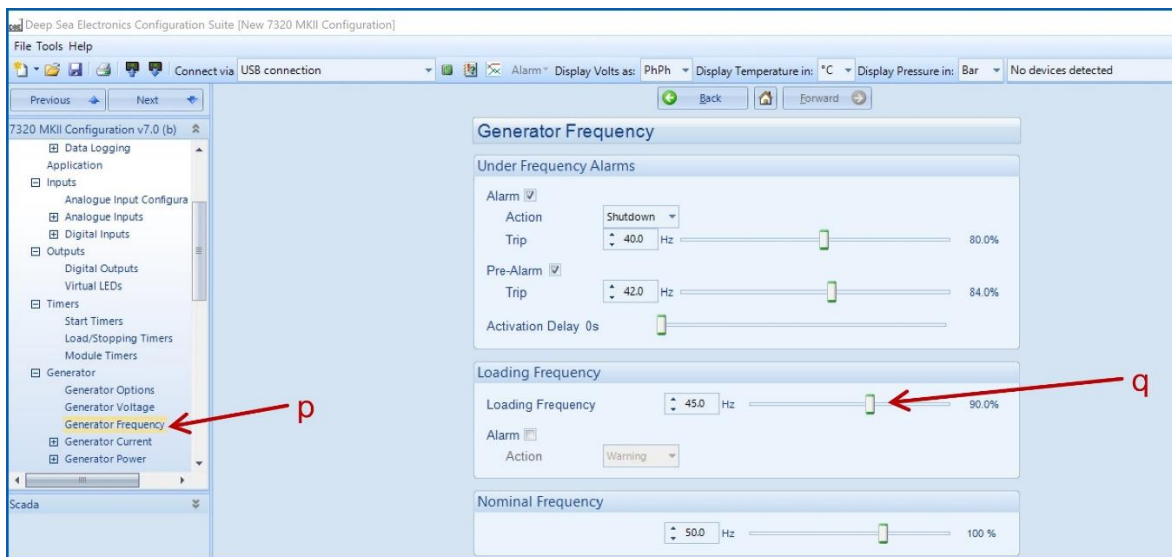 Deep Sea Electronics Configuration Suite [New 7320 MKII Configuration]
File Tools Help
Connect via USB connection Alarm Display Volts as: PhPh Display Temperature in: °C Display Pressure in: Bar No devices detected
Previous Next
Back Forward
7320 MKII Configuration v7.0 (b)
Data Logging
Application
Inputs
Analogue Input Configura
Analogue Inputs
Digital Inputs
Outputs
Digital Outputs
Virtual LEDs
Timers
Start Timers
Load/Stopping Timers
Module Timers
Generator
Generator Options
Generator Voltage
Generator Frequency
Generator Current
Generator Power
Scada
p
Generator Frequency
Under Frequency Alarms
Alarm
Action Shutdown
Trip 40.0 Hz 80.0%
Pre-Alarm
Trip 42.0 Hz 84.0%
Activation Delay 0s
Loading Frequency
Loading Frequency 45.0 Hz 90.0%
q
Alarm
Action Warning
Nominal Frequency
50.0 Hz 100 %